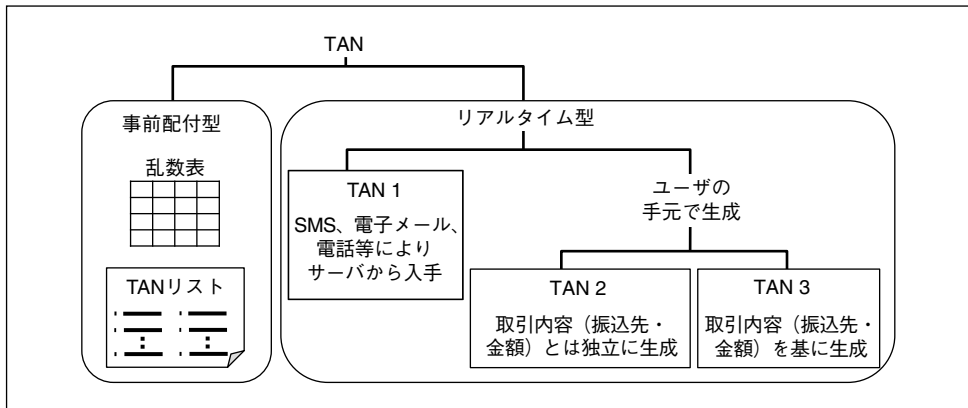 TAN
事前配付型
乱数表
TANリスト
リアルタイム型
TAN 1
SMS、電子メール、
電話等により
サーバから入手
ユーザの
手元で生成
TAN 2
取引内容（振込先・
金額）とは独立に生成
TAN 3
取引内容（振込先・
金額）を基に生成